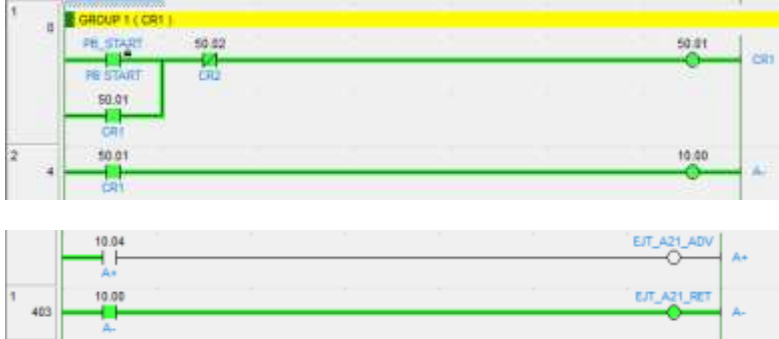 1
0
GROUP 1 ( CR1 )
PB_START 50.02 50.01
PB START CR2 CR1
50.01
CR1
2
4
50.01 10.00
CR1 A-
10.04 EJT_A21_ADV
A+ A+
1
403
10.00 EJT_A21_RET
A- A-